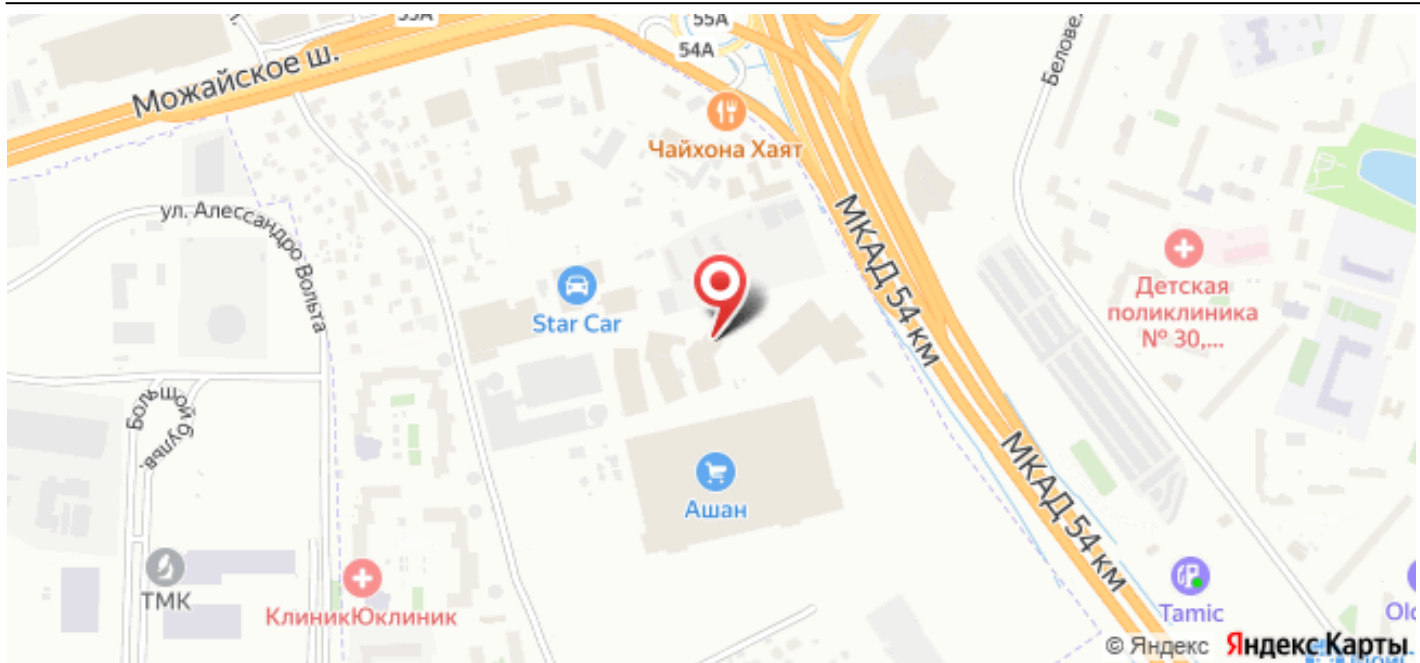 55А
54А
Можайское ш.
Беловеж
Чайхона Хаят
ул. Алессандро Вольта
МКАД 54 км
Детская
поликлиника
№ 30,...
Star Car
Большой бульв.
МКАД 54 км
Ашан
ТМК
КлиникЮклиник
Tamic
Old
© Яндекс Яндекс Карты